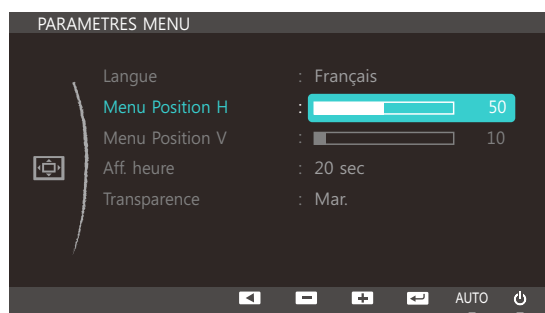 PARAMETRES MENU
Langue : Français
Menu Position H : 50
Menu Position V : 10
Aff. heure : 20 sec
Transparence : Mar.
AUTO